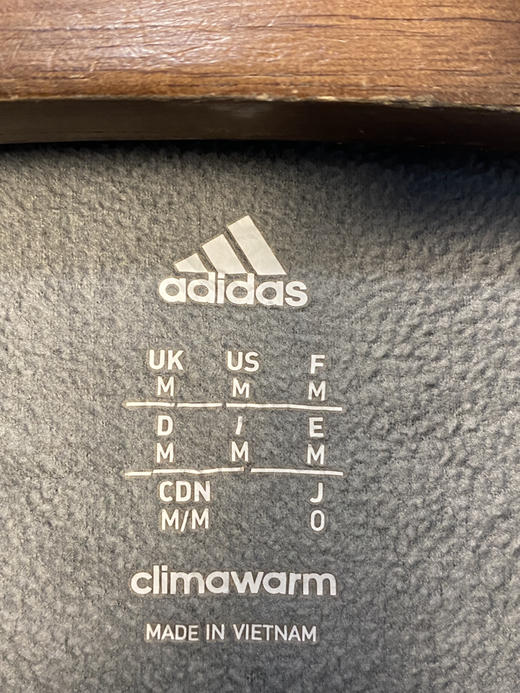 adidas
UK US F
M M M
D I E
M M M
CDN J
M/M O
climawarm
MADE IN VIETNAM